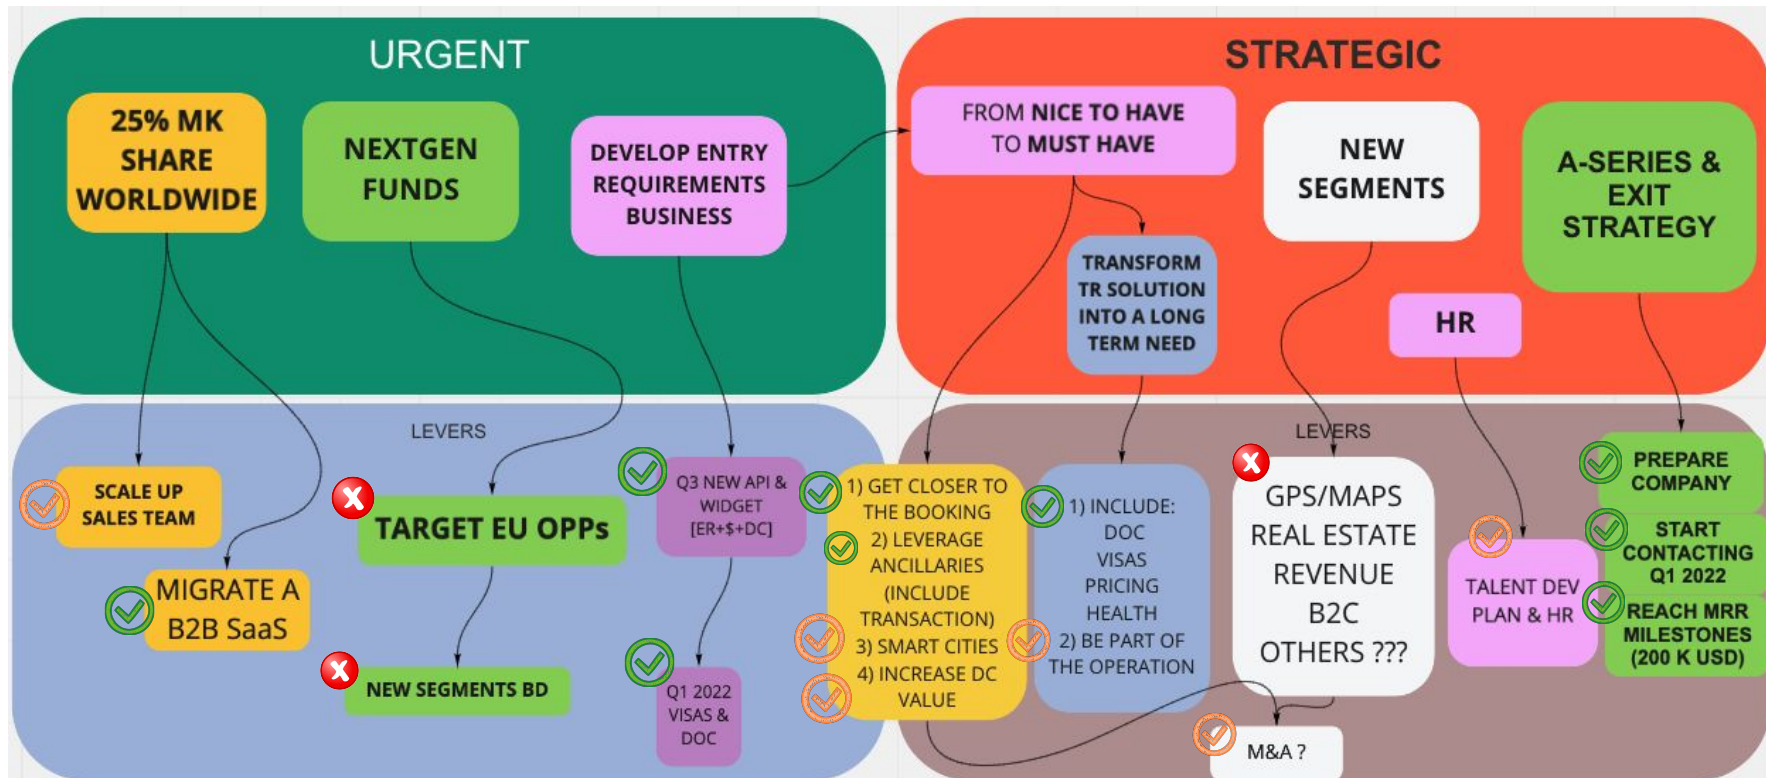 URGENT
25% MK
SHARE
WORLDWIDE
NEXTGEN
FUNDS
DEVELOP ENTRY
REQUIREMENTS
BUSINESS
STRATEGIC
FROM NICE TO HAVE
TO MUST HAVE
NEW
SEGMENTS
A-SERIES &
EXIT
STRATEGY
TRANSFORM
TR SOLUTION
INTO A LONG
TERM NEED
HR
LEVERS
SCALE UP
SALES TEAM
MIGRATE A
B2B SaaS
TARGET EU OPPs
NEW SEGMENTS BD
Q3 NEW API &
WIDGET
[ER+$+DC]
Q1 2022
VISAS &
DOC
LEVERS
1) GET CLOSER TO
THE BOOKING
2) LEVERAGE
ANCILLARIES
(INCLUDE
TRANSACTION)
3) SMART CITIES
4) INCREASE DC
VALUE
1) INCLUDE:
DOC
VISAS
PRICING
HEALTH
2) BE PART OF
THE OPERATION
GPS/MAPS
REAL ESTATE
REVENUE
B2C
OTHERS ???
M&A ?
TALENT DEV
PLAN & HR
PREPARE
COMPANY
START
CONTACTING
Q1 2022
REACH MRR
MILESTONES
(200 K USD)